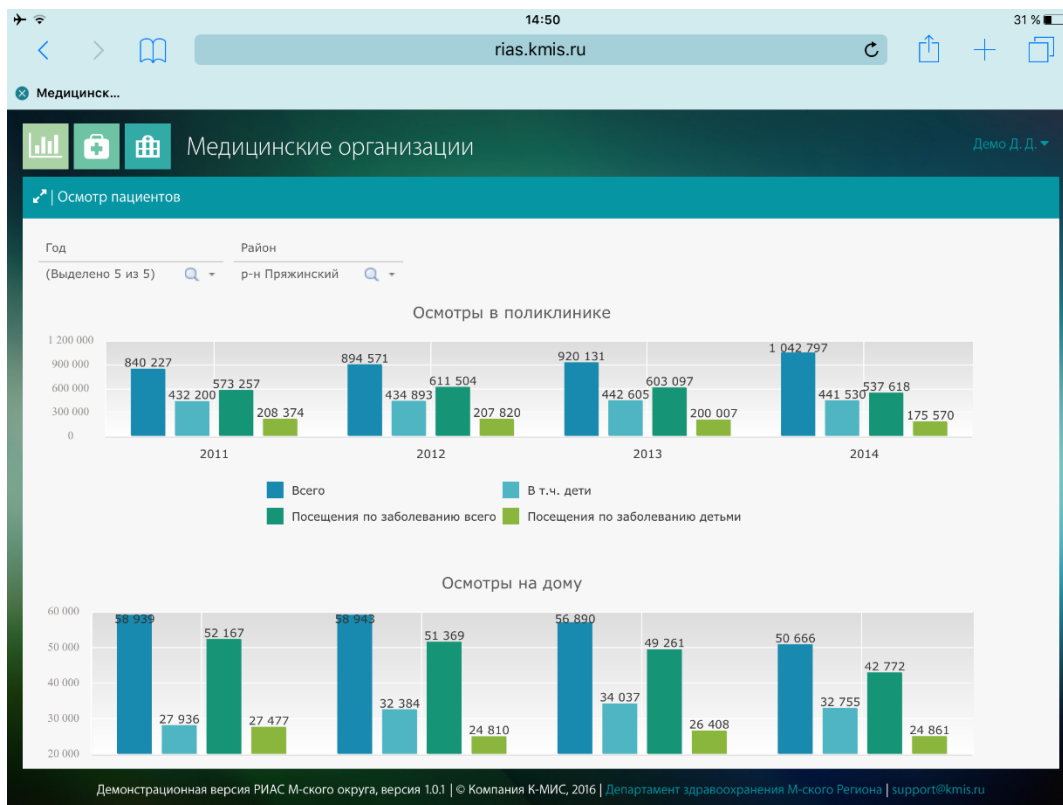 14:50
31 %
rias.kmis.ru
Медицинск...
Медицинские организации
Демо Д. Д.
| Осмотр пациентов
Год Район
(Выделено 5 из 5) р-н Пряжинский
Осмотры в поликлинике
1 200 000
900 000
600 000
300 000
0
840 227 432 200 573 257 208 374
894 571 434 893 611 504 207 820
920 131 442 605 603 097 200 007
1 042 797 441 530 537 618 175 570
2011 2012 2013 2014
Всего В т.ч. дети
Посещения по заболеванию всего Посещения по заболеванию детьми
Осмотры на дому
60 000
50 000
40 000
30 000
20 000
58 939 27 936 52 167 27 477
58 943 32 384 51 369 24 810
56 890 34 037 49 261 26 408
50 666 32 755 42 772 24 861
Демонстрационная версия РИАС М-ского округа, версия 1.0.1 | © Компания К-МИС, 2016 | Департамент здравоохранения М-ского Региона | support@kmis.ru